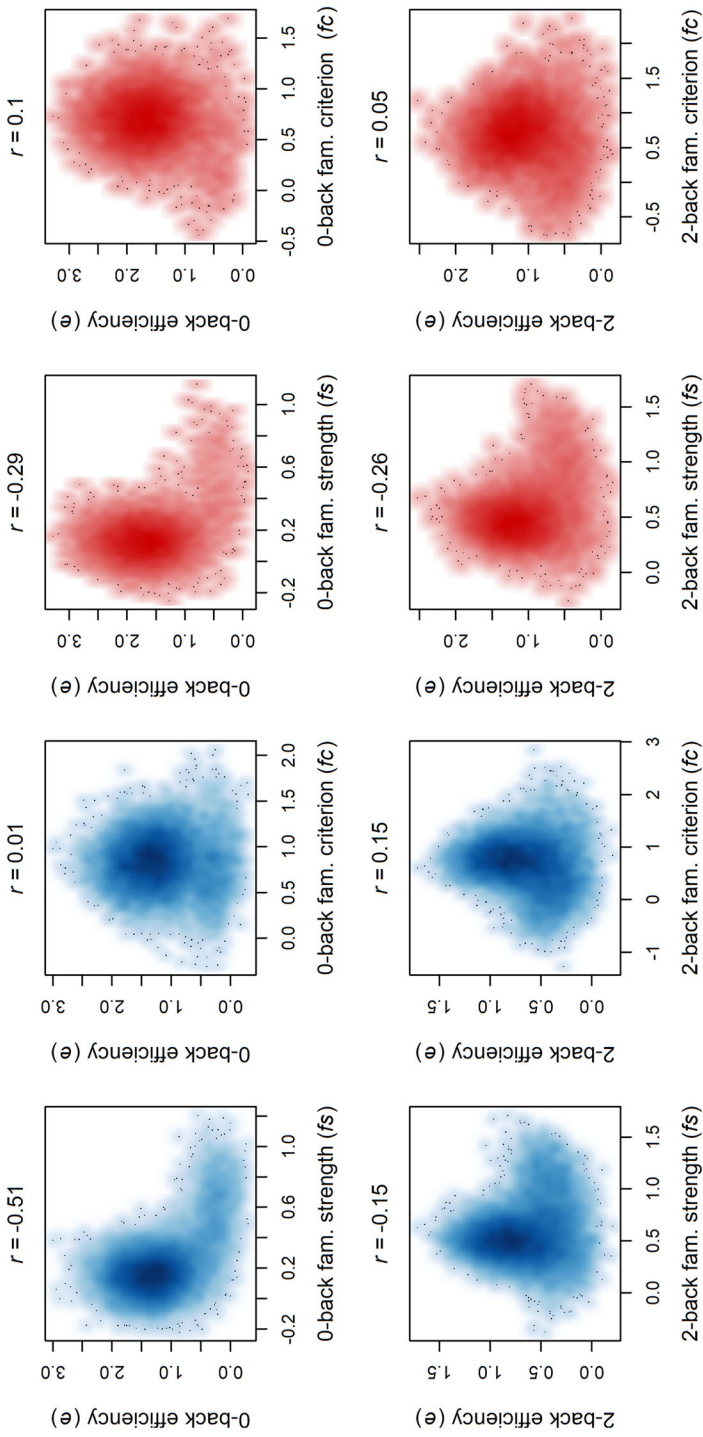 r = -0.51
0-back efficiency (e)
3.0
2.0
1.0
0.0
-0.2 0.2 0.6 1.0
0-back fam. strength (fs)
r = 0.01
0-back efficiency (e)
3.0
2.0
1.0
0.0
0.0 0.5 1.0 1.5 2.0
0-back fam. criterion (fc)
r = -0.29
0-back efficiency (e)
3.0
2.0
1.0
0.0
-0.2 0.2 0.6 1.0
0-back fam. strength (fs)
r = 0.1
0-back efficiency (e)
3.0
2.0
1.0
0.0
-0.5 0.0 0.5 1.0 1.5
0-back fam. criterion (fc)
r = -0.15
2-back efficiency (e)
1.5
1.0
0.5
0.0
0.0 0.5 1.0 1.5
2-back fam. strength (fs)
r = 0.15
2-back efficiency (e)
1.5
1.0
0.5
0.0
-1 0 1 2 3
2-back fam. criterion (fc)
r = -0.26
2-back efficiency (e)
2.0
1.0
0.0
0.0 0.5 1.0 1.5
2-back fam. strength (fs)
r = 0.05
2-back efficiency (e)
2.0
1.0
0.0
-0.5 0.5 1.5
2-back fam. criterion (fc)